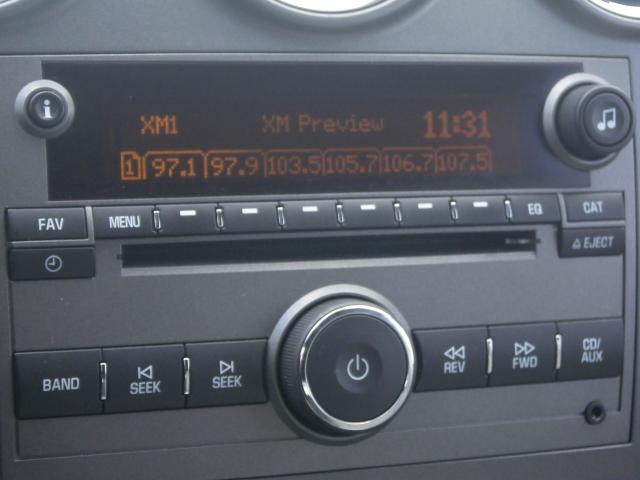 i
XM1 XM Preview 11:31
1 97.1 97.9 103.5 105.7 106.7 107.5
FAV MENU EQ CAT
EJECT
BAND SEEK SEEK REV FWD CD/
AUX